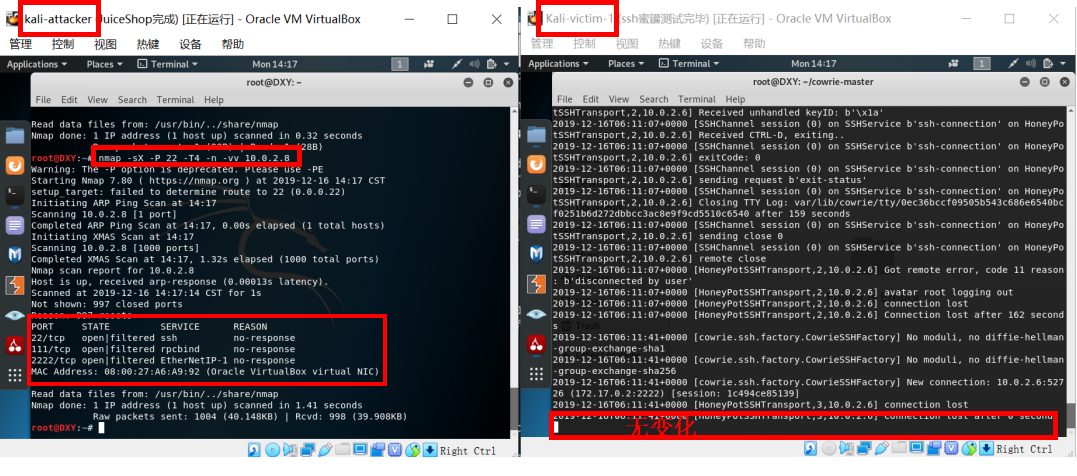 kali-attacker (JuiceShop完成) [正在运行] - Oracle VM VirtualBox
管理 控制 视图 热键 设备 帮助
Applications Places Terminal Mon 14:17 1
root@DXY: ~
File Edit View Search Terminal Help
Read data files from: /usr/bin/../share/nmap
Nmap done: 1 IP address (1 host up) scanned in 0.32 seconds
root@DXY:~# nmap -sX -P 22 -T4 -n -vv 10.0.2.8
Warning: The -P option is deprecated. Please use -PE
Starting Nmap 7.80 ( https://nmap.org ) at 2019-12-16 14:17 CST
setup_target: failed to determine route to 22 (0.0.0.22)
Initiating ARP Ping Scan at 14:17
Scanning 10.0.2.8 [1 port]
Completed ARP Ping Scan at 14:17, 0.00s elapsed (1 total hosts)
Initiating XMAS Scan at 14:17
Scanning 10.0.2.8 [1000 ports]
Completed XMAS Scan at 14:17, 1.32s elapsed (1000 total ports)
Nmap scan report for 10.0.2.8
Host is up, received arp-response (0.00013s latency).
Scanned at 2019-12-16 14:17:14 CST for 1s
Not shown: 997 closed ports
Reason: 997 resets
PORT STATE SERVICE REASON
22/tcp open|filtered ssh no-response
111/tcp open|filtered rpcbind no-response
2222/tcp open|filtered EtherNetIP-1 no-response
MAC Address: 08:00:27:A6:A9:92 (Oracle VirtualBox virtual NIC)
Read data files from: /usr/bin/../share/nmap
Nmap done: 1 IP address (1 host up) scanned in 1.41 seconds
Raw packets sent: 1004 (40.148KB) | Rcvd: 998 (39.908KB)
root@DXY:~#
Right Ctrl
Kali-victim-1 (ssh蜜罐测试完毕) [正在运行] - Oracle VM VirtualBox
管理 控制 视图 热键 设备 帮助
Applications Places Terminal Mon 14:17 1
root@DXY: ~/cowrie-master
File Edit View Search Terminal Help
tSSHTransport,2,10.0.2.6] Received unhandled keyID: b'\x1a'
2019-12-16T06:11:07+0000 [SSHChannel session (0) on SSHService b'ssh-connection' on HoneyPo
tSSHTransport,2,10.0.2.6] Received CTRL-D, exiting..
2019-12-16T06:11:07+0000 [SSHChannel session (0) on SSHService b'ssh-connection' on HoneyPo
tSSHTransport,2,10.0.2.6] exitCode: 0
2019-12-16T06:11:07+0000 [SSHChannel session (0) on SSHService b'ssh-connection' on HoneyPo
tSSHTransport,2,10.0.2.6] sending request b'exit-status'
2019-12-16T06:11:07+0000 [SSHChannel session (0) on SSHService b'ssh-connection' on HoneyPo
tSSHTransport,2,10.0.2.6] Closing TTY Log: var/lib/cowrie/tty/0ec36bccf09505b543c686e6540bc
f0251b6d272dbbcc3ac8e9f9cd5510c6540 after 159 seconds
2019-12-16T06:11:07+0000 [SSHChannel session (0) on SSHService b'ssh-connection' on HoneyPo
tSSHTransport,2,10.0.2.6] sending close 0
2019-12-16T06:11:07+0000 [SSHChannel session (0) on SSHService b'ssh-connection' on HoneyPo
tSSHTransport,2,10.0.2.6] remote close
2019-12-16T06:11:07+0000 [HoneyPotSSHTransport,2,10.0.2.6] Got remote error, code 11 reason
: b'disconnected by user'
2019-12-16T06:11:07+0000 [HoneyPotSSHTransport,2,10.0.2.6] avatar root logging out
2019-12-16T06:11:07+0000 [HoneyPotSSHTransport,2,10.0.2.6] connection lost
2019-12-16T06:11:07+0000 [HoneyPotSSHTransport,2,10.0.2.6] Connection lost after 162 second
s
Trash
2019-12-16T06:11:41+0000 [cowrie.ssh.factory.CowrieSSHFactory] No moduli, no diffie-hellman
-group-exchange-sha1
2019-12-16T06:11:41+0000 [cowrie.ssh.factory.CowrieSSHFactory] No moduli, no diffie-hellman
-group-exchange-sha256
2019-12-16T06:11:41+0000 [cowrie.ssh.factory.CowrieSSHFactory] New connection: 10.0.2.6:527
26 (172.17.0.2:2222) [session: 1c494ce85139]
2019-12-16T06:11:41+0000 [HoneyPotSSHTransport,3,10.0.2.6] connection lost
2019-12-16T06:11:41+0000 [HoneyPotSSHTransport,3,10.0.2.6] Connection lost after 0 second
无变化
Right Ctrl